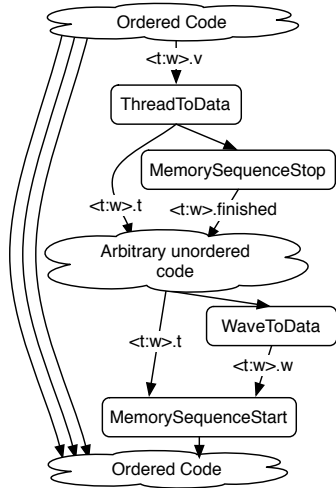 Ordered Code
<t:w>.v
ThreadToData
MemorySequenceStop
<t:w>.t
<t:w>.finished
Arbitrary unordered
code
WaveToData
<t:w>.t
<t:w>.w
MemorySequenceStart
Ordered Code